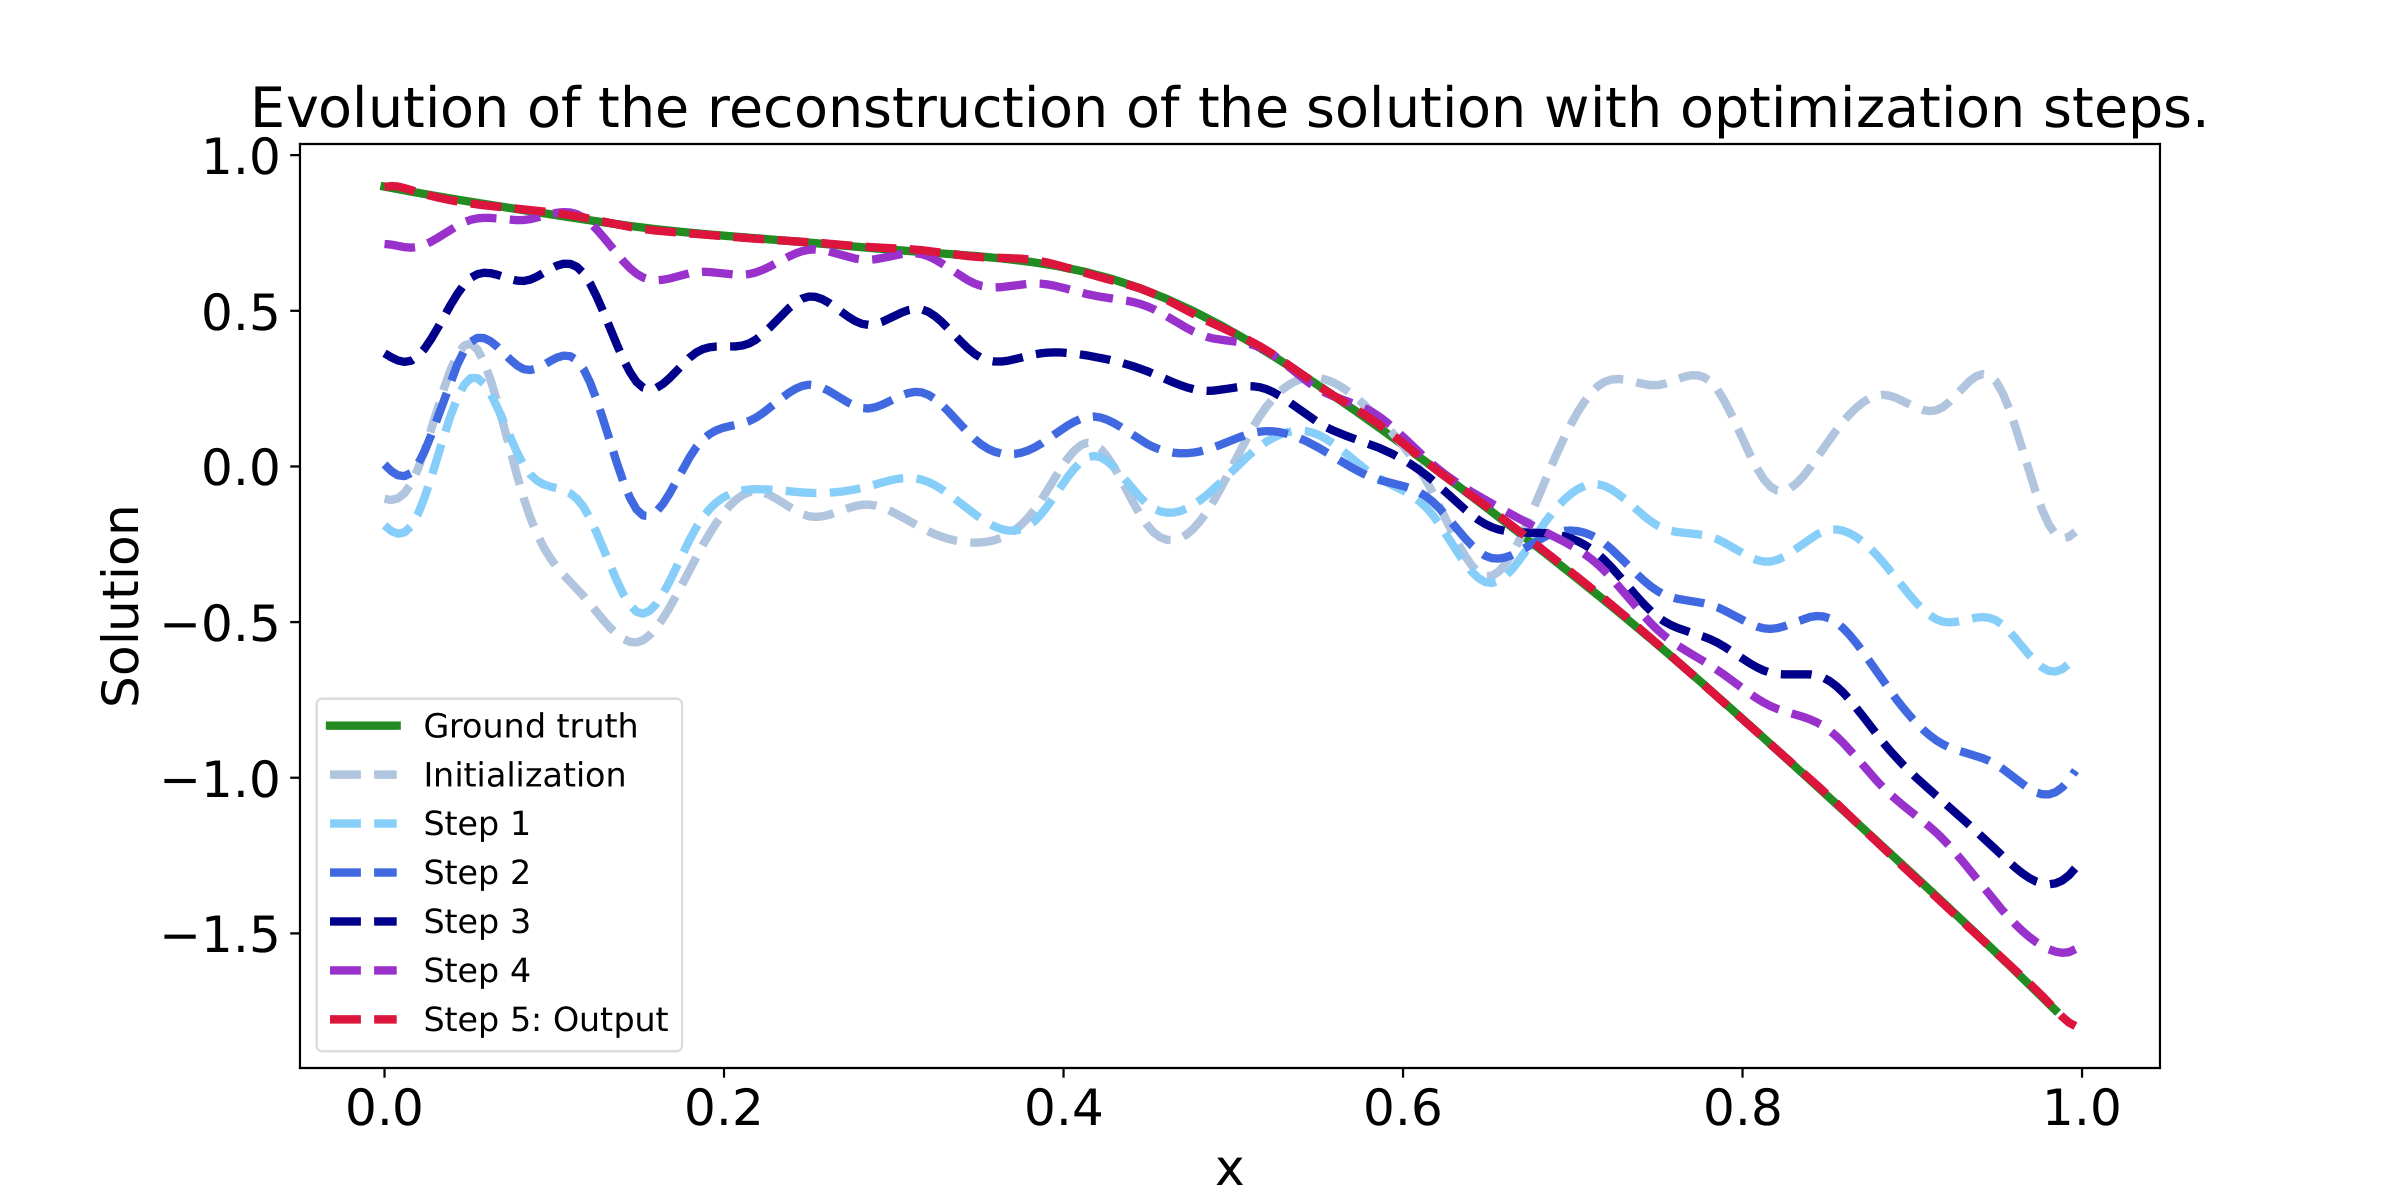 Evolution of the reconstruction of the solution with optimization steps.
1.0
0.5
0.0
−0.5
−1.0
−1.5
Solution
Ground truth
Initialization
Step 1
Step 2
Step 3
Step 4
Step 5: Output
0.0 0.2 0.4 0.6 0.8 1.0
x